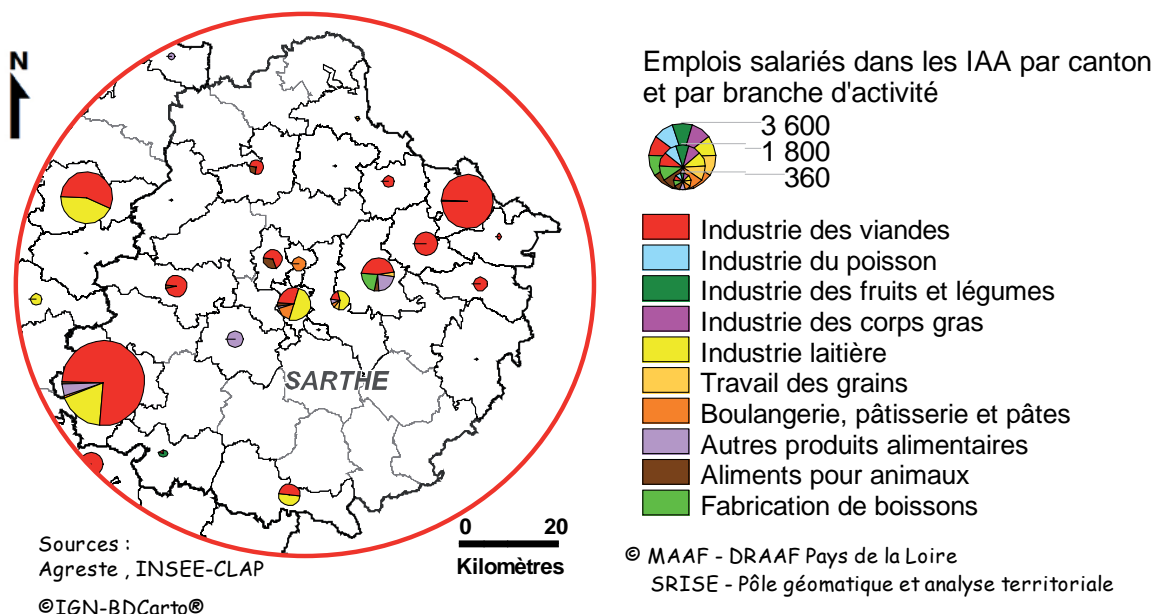 N
SARTHE
0 20
Kilomètres
Sources :
Agreste , INSEE-CLAP
©IGN-BDCarto®
Emplois salariés dans les IAA par canton
et par branche d'activité
3 600
1 800
360
Industrie des viandes
Industrie du poisson
Industrie des fruits et légumes
Industrie des corps gras
Industrie laitière
Travail des grains
Boulangerie, pâtisserie et pâtes
Autres produits alimentaires
Aliments pour animaux
Fabrication de boissons
© MAAF - DRAAF Pays de la Loire
SRISE - Pôle géomatique et analyse territoriale